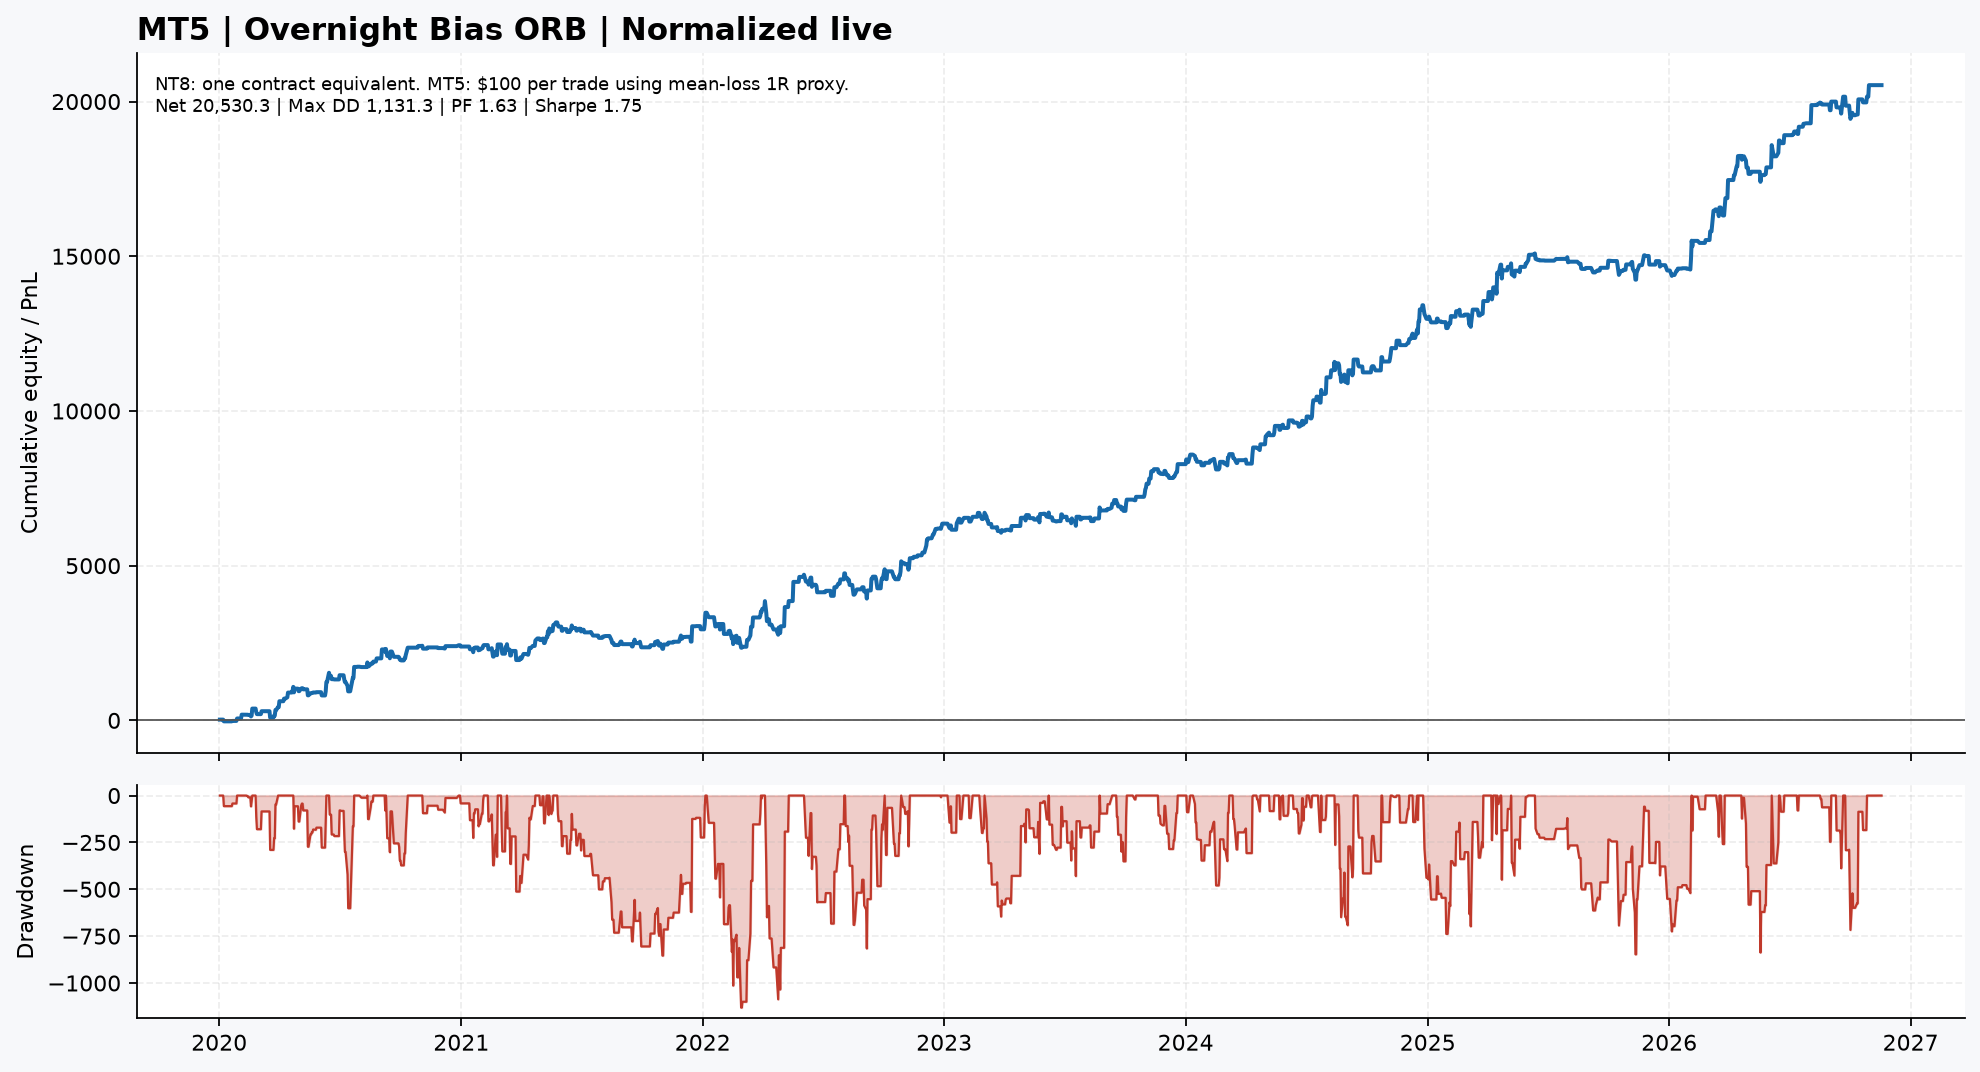 MT5 | Overnight Bias ORB | Normalized live
NT8: one contract equivalent. MT5: $100 per trade using mean-loss 1R proxy.
Net 20,530.3 | Max DD 1,131.3 | PF 1.63 | Sharpe 1.75
Cumulative equity / PnL
20000
15000
10000
5000
0
Drawdown
0
−250
−500
−750
−1000
2020 2021 2022 2023 2024 2025 2026 2027